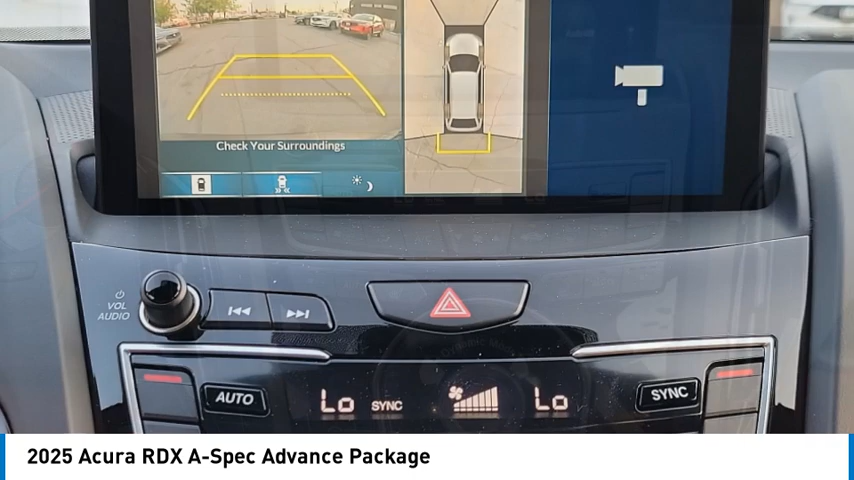 Check Your Surroundings
VOL
AUDIO
AUTO
Lo SYNC Lo
SYNC
2025 Acura RDX A-Spec Advance Package